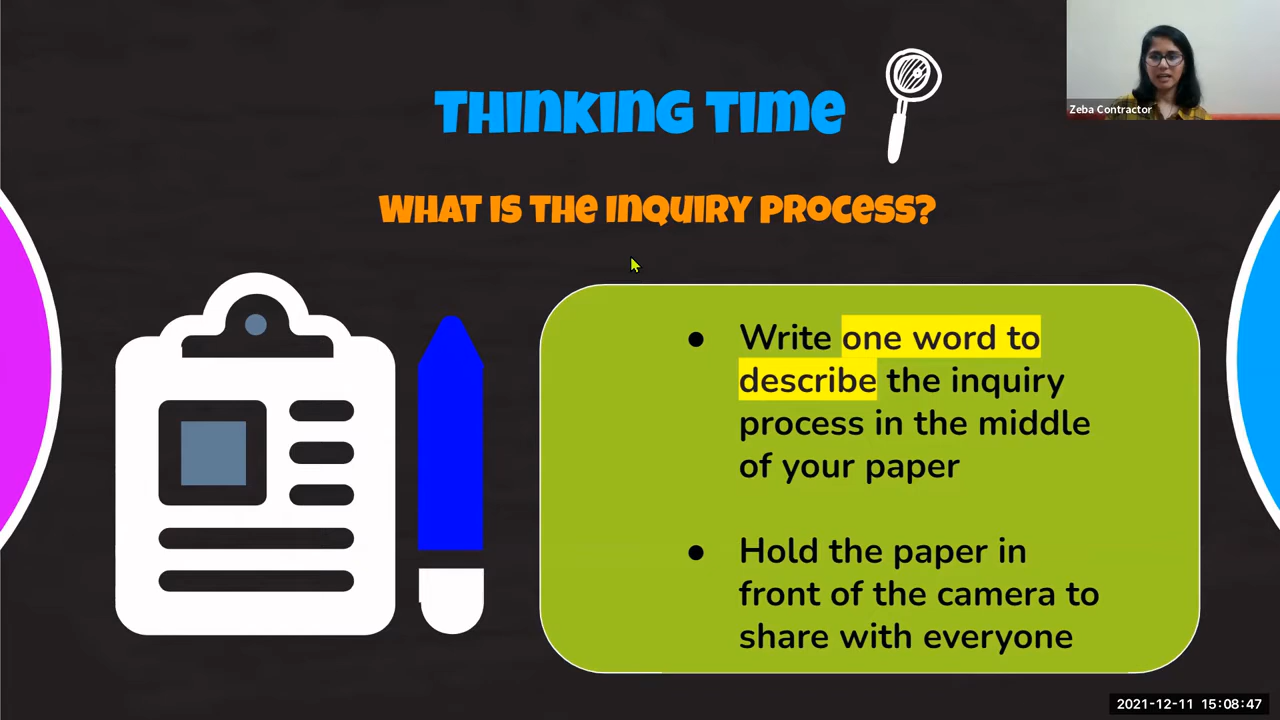 THINKING TIME
Zeba Contractor
WHAT IS THE INQUIRY PROCESS?
● Write one word to
describe the inquiry
process in the middle
of your paper
● Hold the paper in
front of the camera to
share with everyone
2021-12-11 15:08:47